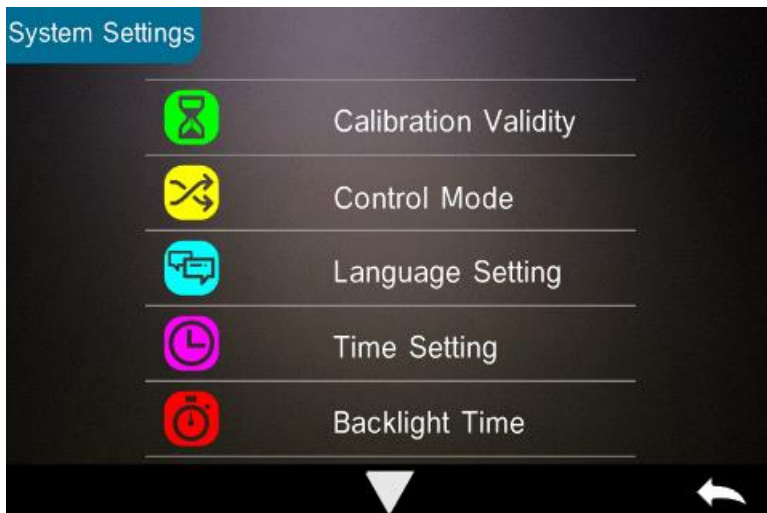 System Settings
Calibration Validity
Control Mode
Language Setting
Time Setting
Backlight Time